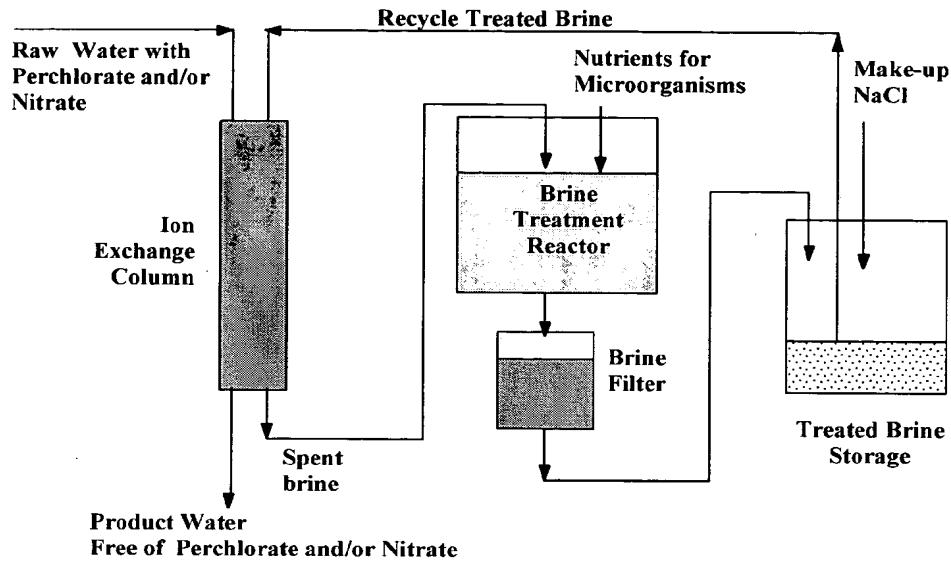 Recycle Treated Brine
Raw Water with
Perchlorate and/or
Nitrate
Nutrients for
Microorganisms
Make-up
NaCl
Ion
Exchange
Column
Brine
Treatment
Reactor
Brine
Filter
Spent
brine
Treated Brine
Storage
Product Water
Free of Perchlorate and/or Nitrate